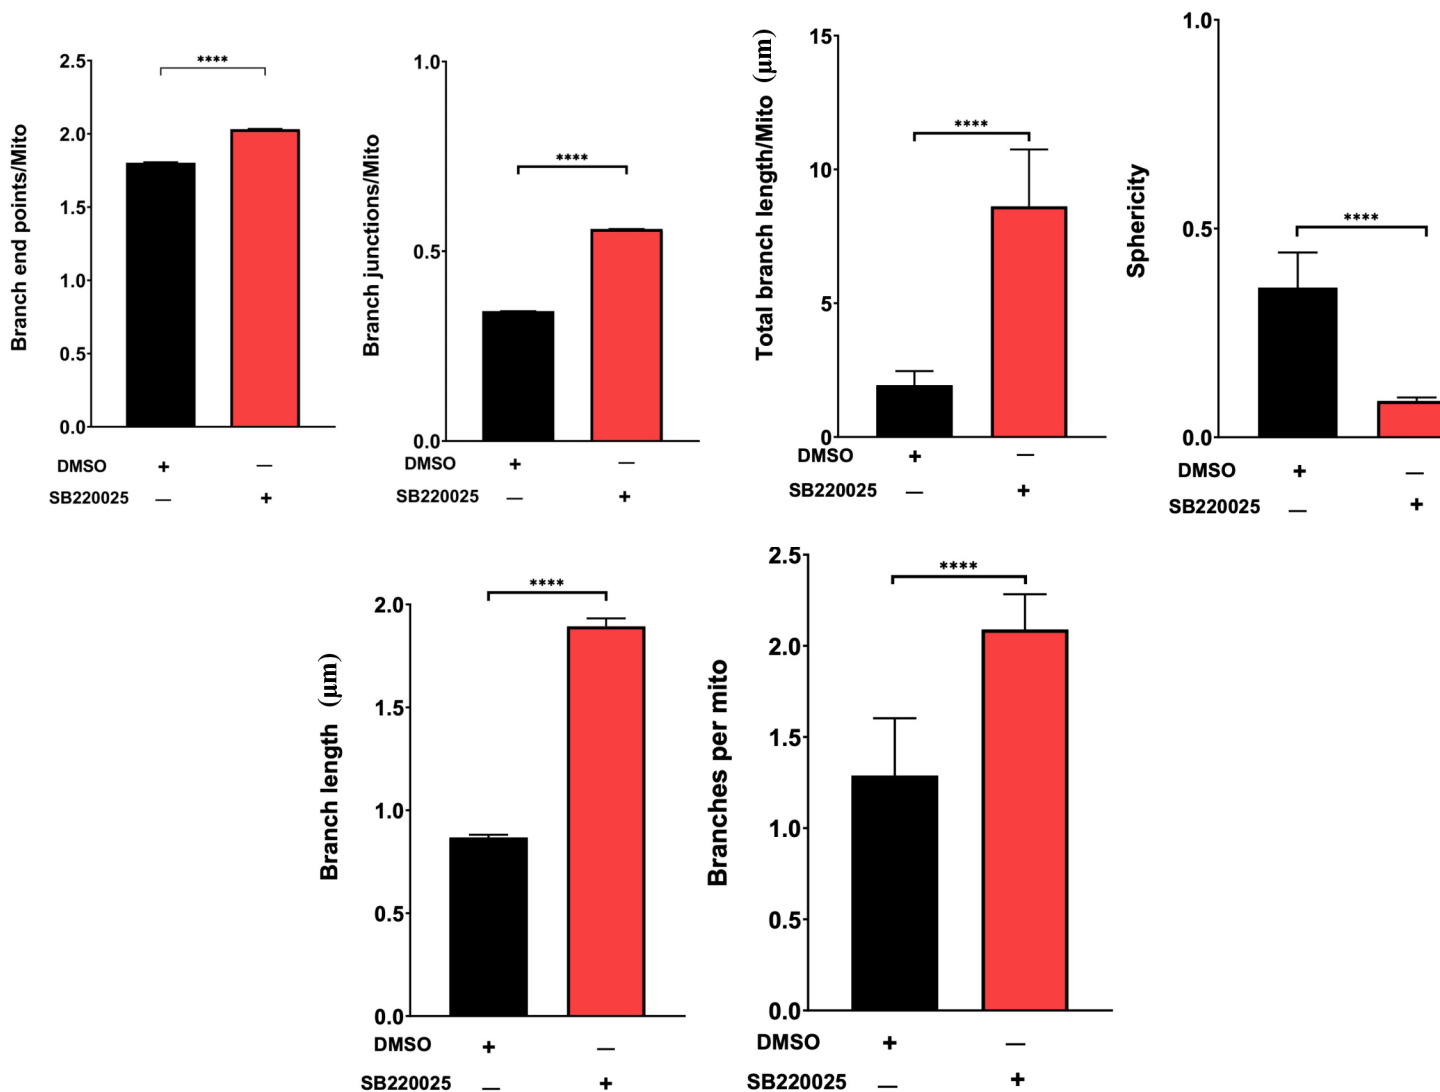 Branch end points/Mito
2.5
2.0
1.5
1.0
0.5
0.0
****
DMSO + —
SB220025 — +
Branch junctions/Mito
1.0
0.5
0.0
****
DMSO + —
SB220025 — +
Total branch length/Mito (μm)
15
10
5
0
****
DMSO + —
SB220025 — +
Sphericity
1.0
0.5
0.0
****
DMSO + —
SB220025 — +
Branch length (μm)
2.0
1.5
1.0
0.5
0.0
****
DMSO + —
SB220025 — +
Branches per mito
2.5
2.0
1.5
1.0
0.5
0.0
****
DMSO + —
SB220025 — +